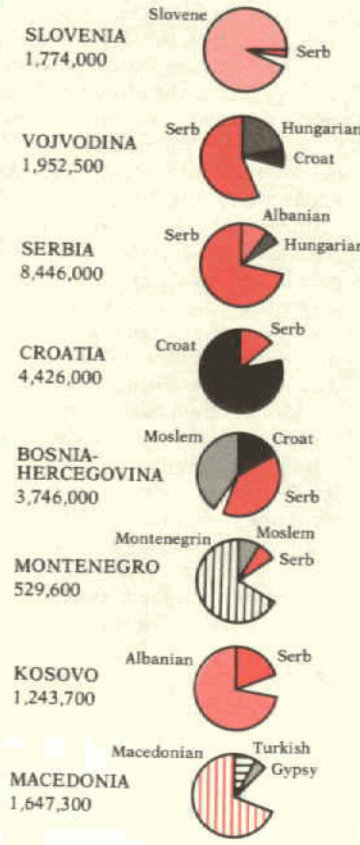 Slovene
SLOVENIA
1,774,000
Serb
Serb
Hungarian
VOJVODINA
1,952,500
Croat
Albanian
Serb
Hungarian
SERBIA
8,446,000
Serb
Croat
CROATIA
4,426,000
Moslem
Croat
BOSNIA-
HERCEGOVINA
3,746,000
Serb
Montenegrin
Moslem
Serb
MONTENEGRO
529,600
Albanian
Serb
KOSOVO
1,243,700
Macedonian
Turkish
Gypsy
MACEDONIA
1,647,300